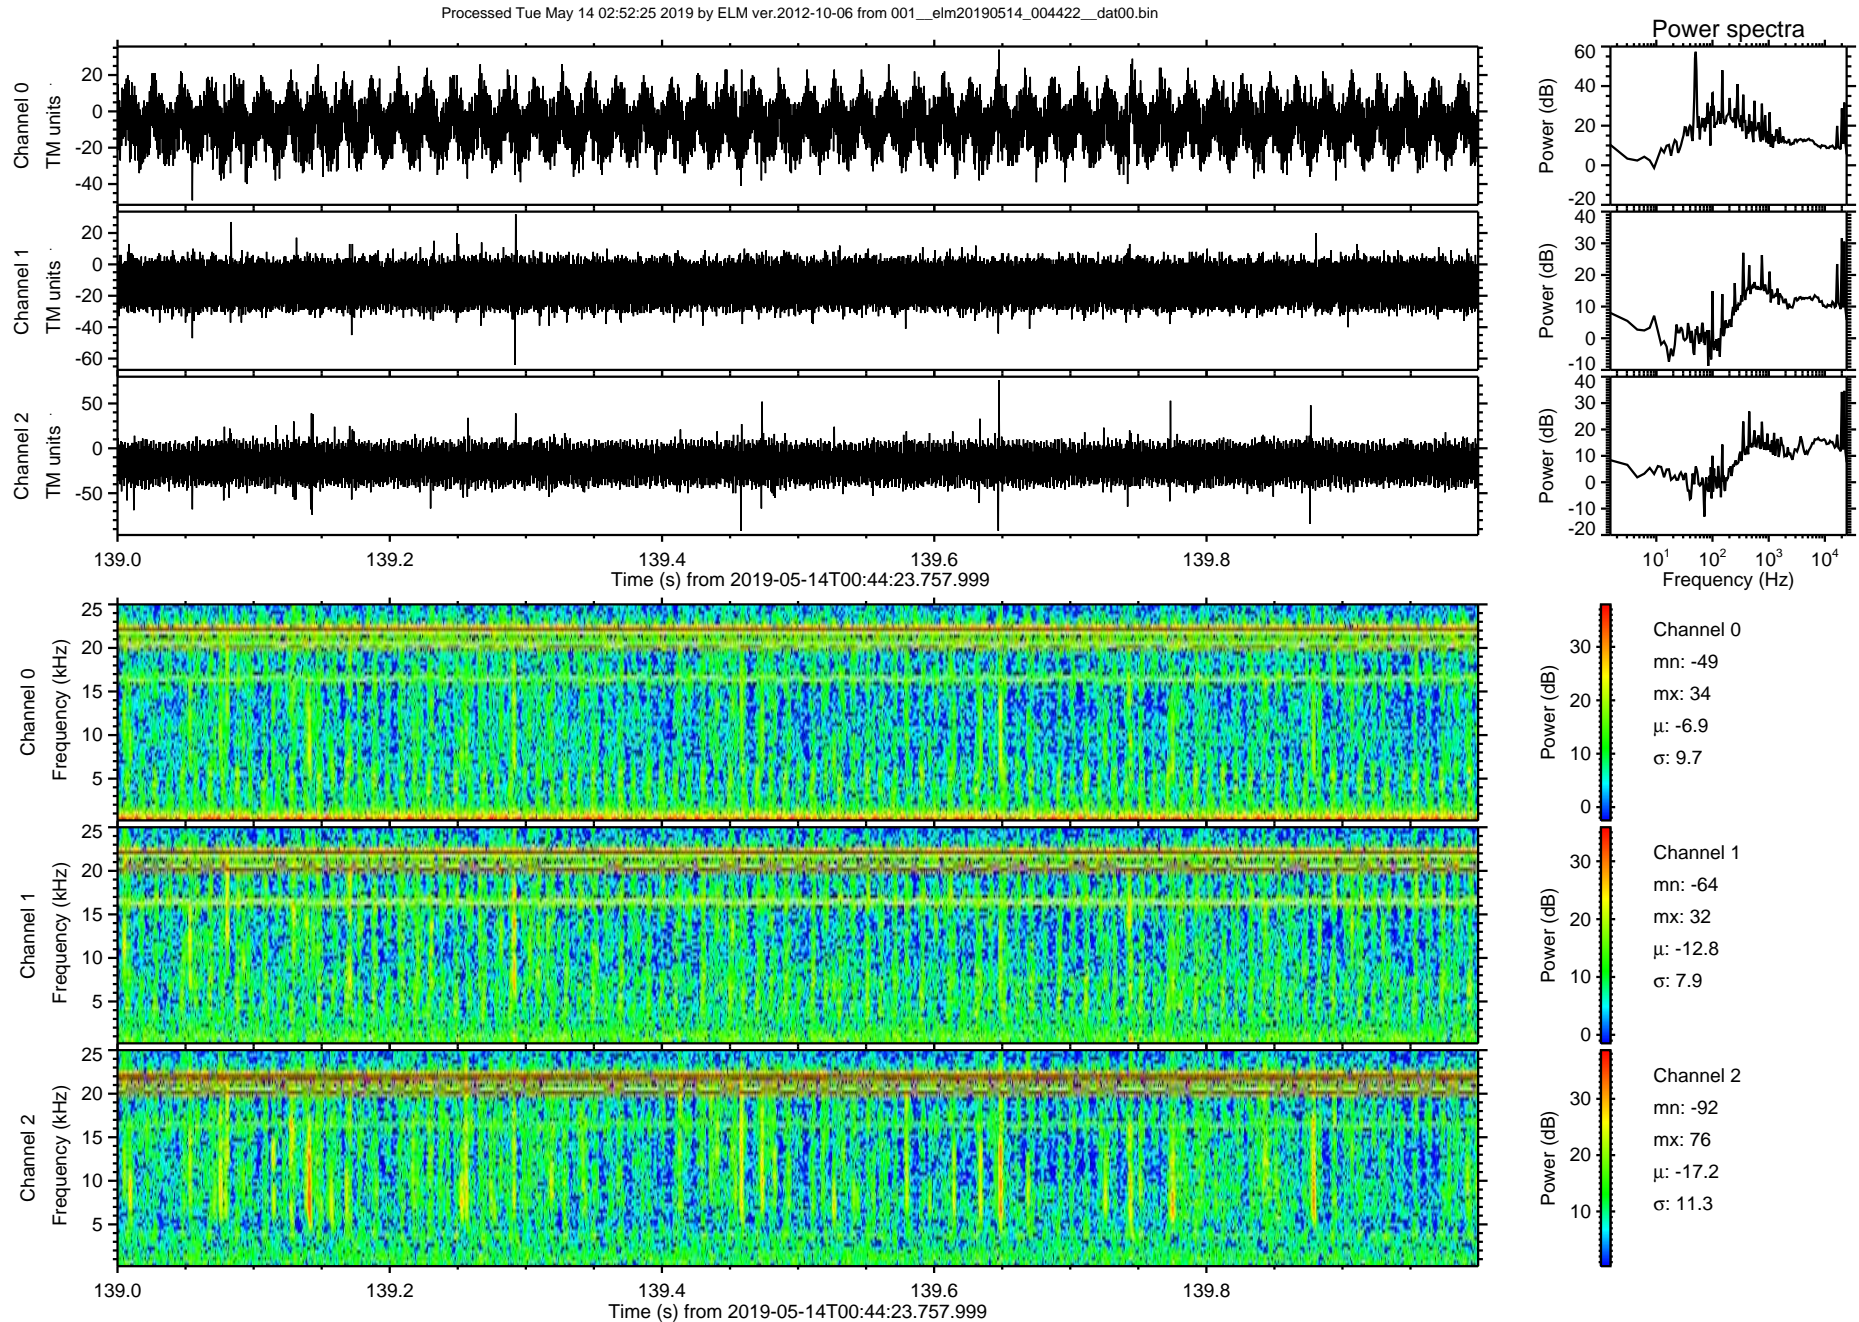 Processed Tue May 14 02:52:25 2019 by ELM ver.2012-10-06 from 001__elm20190514_004422__dat00.bin
Power spectra
Channel 0
TM units
20
0
-20
-40
Power (dB)
60
40
20
0
-20
Channel 1
TM units
20
0
-20
-40
-60
Power (dB)
40
30
20
10
0
-10
Channel 2
TM units
50
0
-50
Power (dB)
40
30
20
10
0
-10
-20
139.0 139.2 139.4 139.6 139.8
Time (s) from 2019-05-14T00:44:23.757.999
10¹ 10² 10³ 10⁴
Frequency (Hz)
Channel 0
Frequency (kHz)
25
20
15
10
5
Power (dB)
30
20
10
0
Channel 0
mn: -49
mx: 34
μ: -6.9
σ: 9.7
Channel 1
Frequency (kHz)
25
20
15
10
5
Power (dB)
30
20
10
0
Channel 1
mn: -64
mx: 32
μ: -12.8
σ: 7.9
Channel 2
Frequency (kHz)
25
20
15
10
5
Power (dB)
30
20
10
Channel 2
mn: -92
mx: 76
μ: -17.2
σ: 11.3
139.0 139.2 139.4 139.6 139.8
Time (s) from 2019-05-14T00:44:23.757.999